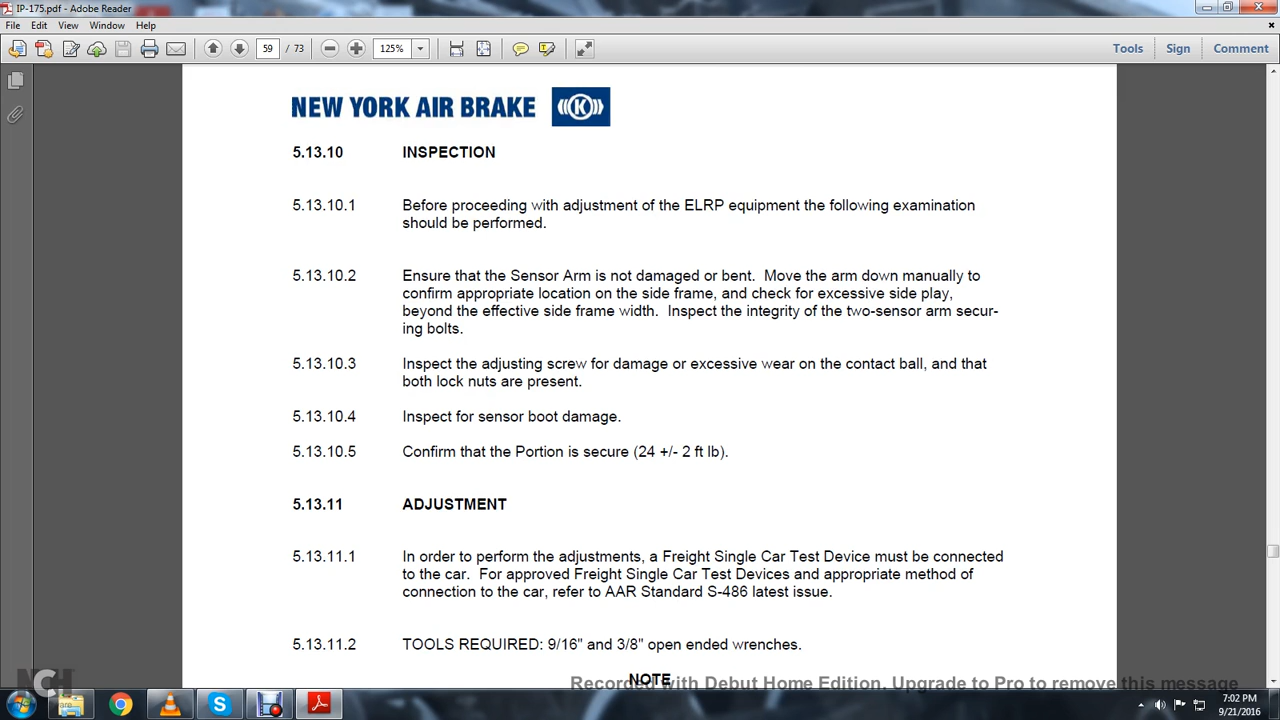 IP-175.pdf - Adobe Reader
File Edit View Window Help
59 / 73 125% Tools Sign Comment
NEW YORK AIR BRAKE ((K))
5.13.10 INSPECTION
5.13.10.1 Before proceeding with adjustment of the ELRP equipment the following examination
should be performed.
5.13.10.2 Ensure that the Sensor Arm is not damaged or bent. Move the arm down manually to
confirm appropriate location on the side frame, and check for excessive side play,
beyond the effective side frame width. Inspect the integrity of the two-sensor arm secur-
ing bolts.
5.13.10.3 Inspect the adjusting screw for damage or excessive wear on the contact ball, and that
both lock nuts are present.
5.13.10.4 Inspect for sensor boot damage.
5.13.10.5 Confirm that the Portion is secure (24 +/- 2 ft lb).
5.13.11 ADJUSTMENT
5.13.11.1 In order to perform the adjustments, a Freight Single Car Test Device must be connected
to the car. For approved Freight Single Car Test Devices and appropriate method of
connection to the car, refer to AAR Standard S-486 latest issue.
5.13.11.2 TOOLS REQUIRED: 9/16" and 3/8" open ended wrenches.
NOTE
Recorded with Debut Home Edition. Upgrade to Pro to remove this message
NCH
7:02 PM
9/21/2016